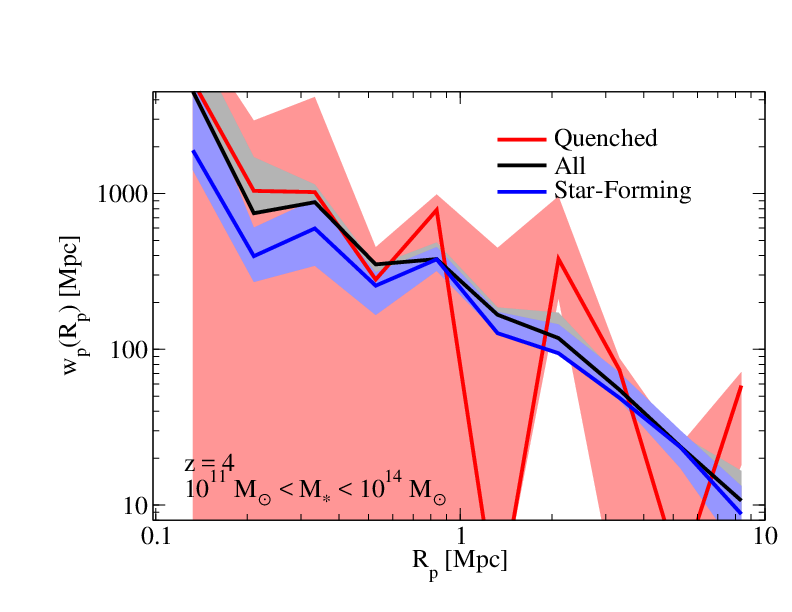 Quenched
All
Star-Forming
1000
100
10
w_p(R_p) [Mpc]
z = 4
10^11 M_⊙ < M_* < 10^14 M_⊙
0.1 1 10
R_p [Mpc]